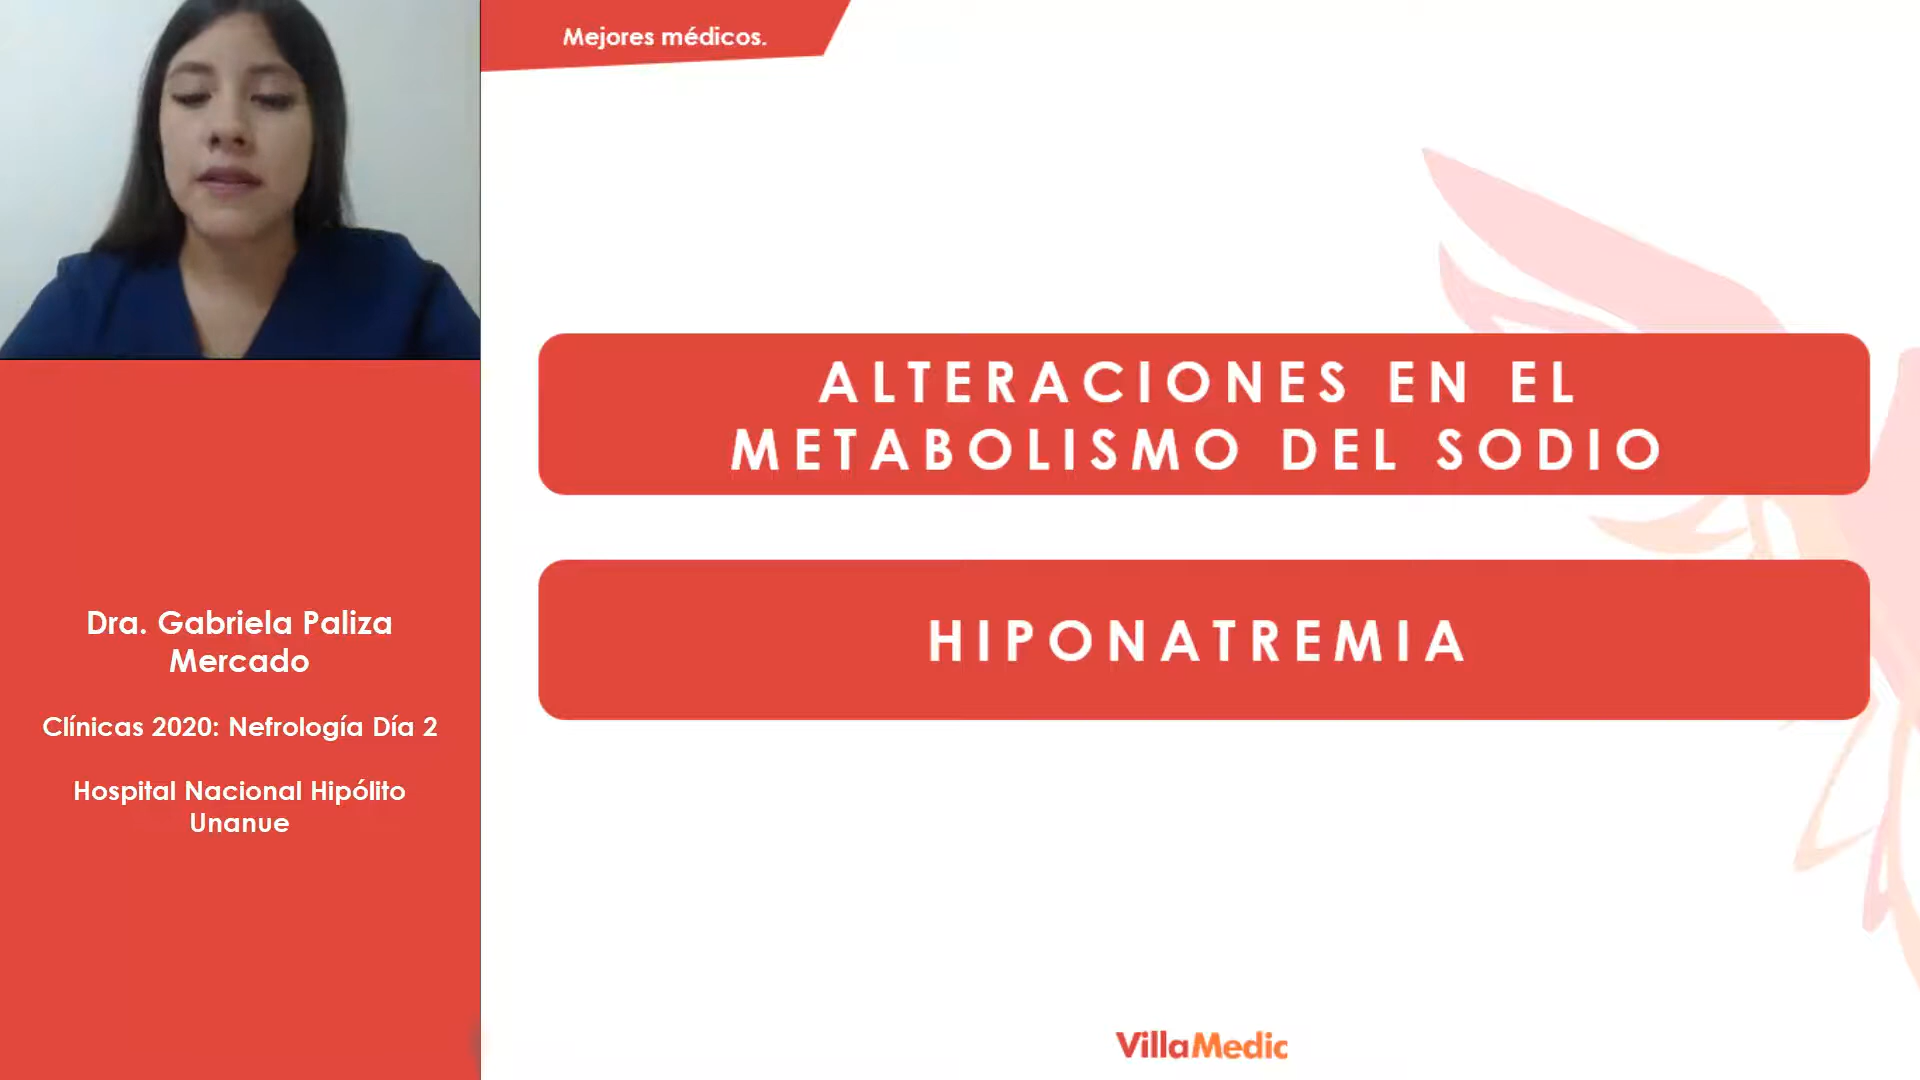 Mejores médicos.
ALTERACIONES EN EL
METABOLISMO DEL SODIO
HIPONATREMIA
Dra. Gabriela Paliza
Mercado
Clínicas 2020: Nefrología Día 2
Hospital Nacional Hipólito
Unanue
VillaMedic